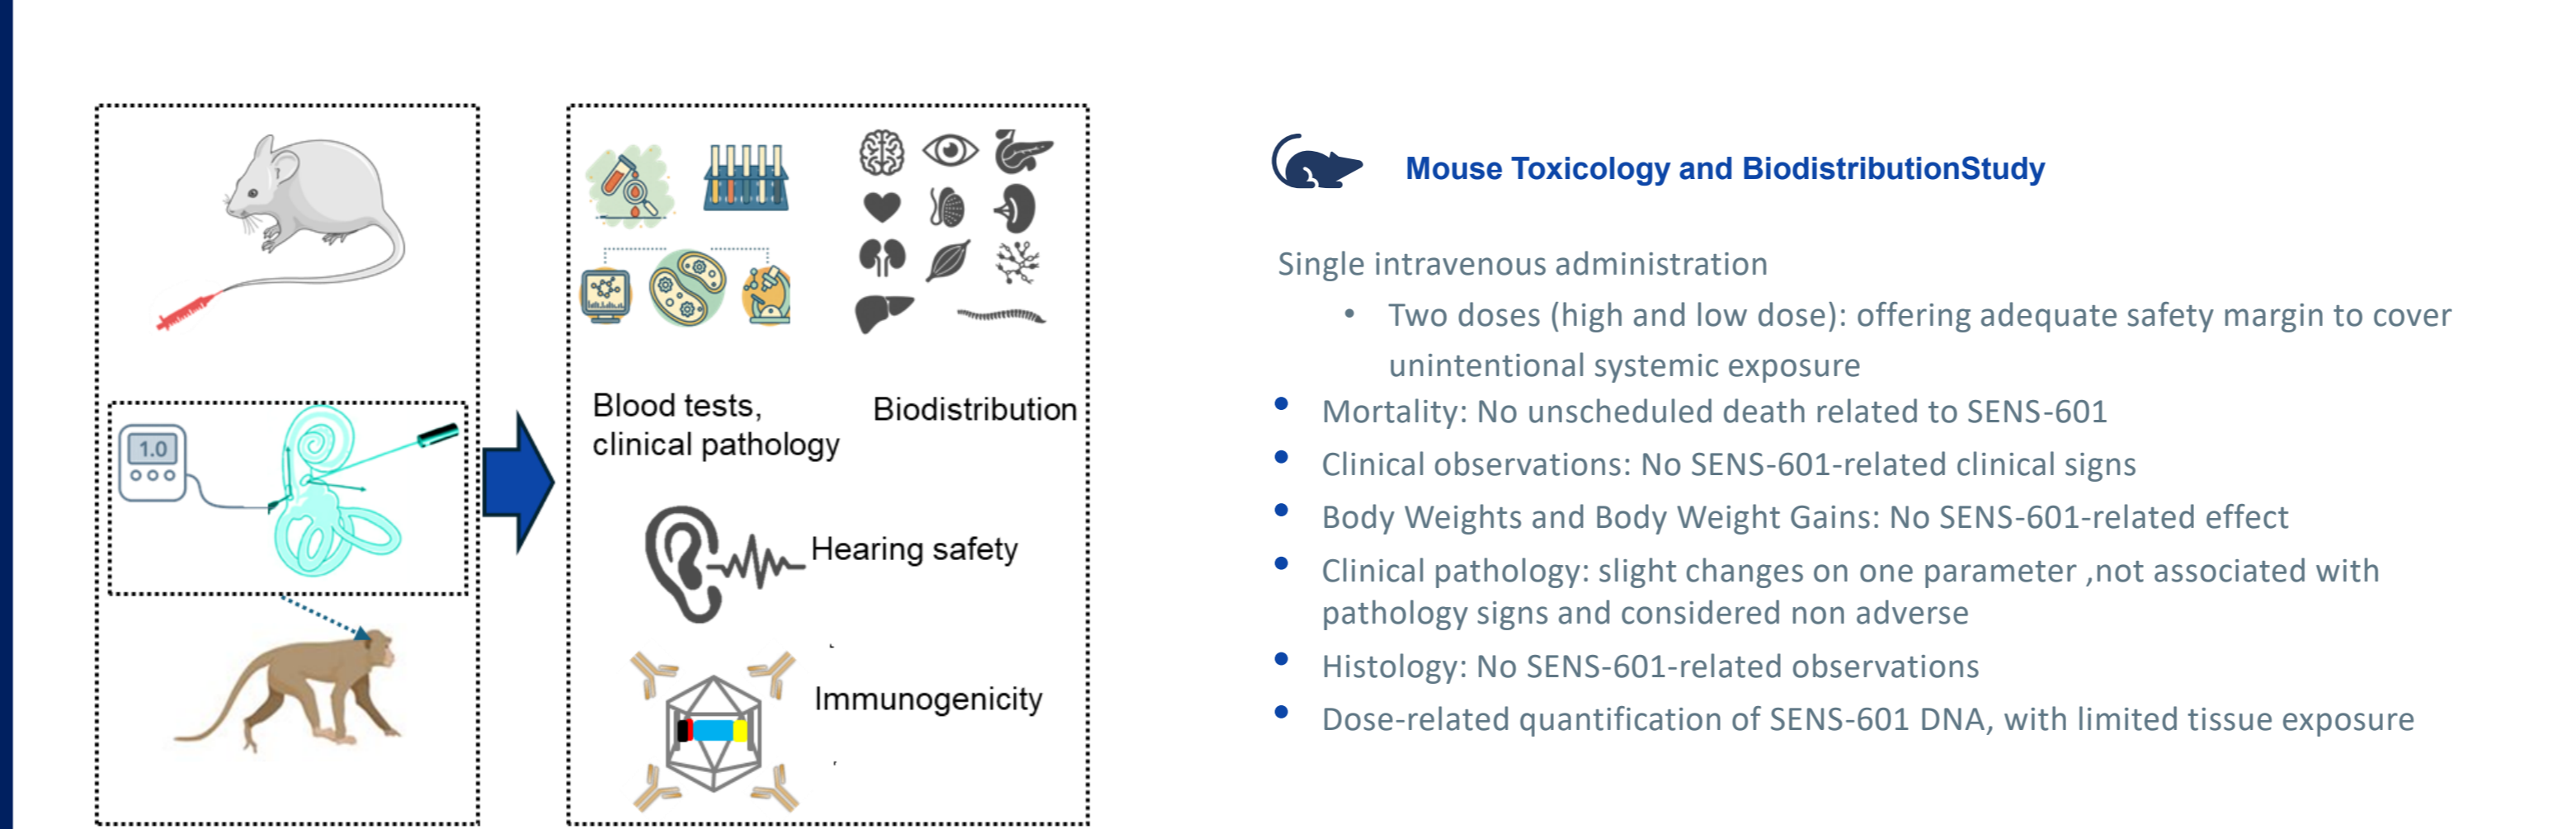 1.0
Blood tests,
clinical pathology
Biodistribution
Hearing safety
Immunogenicity
Mouse Toxicology and BiodistributionStudy
Single intravenous administration
• Two doses (high and low dose): offering adequate safety margin to cover
unintentional systemic exposure
• Mortality: No unscheduled death related to SENS-601
• Clinical observations: No SENS-601-related clinical signs
• Body Weights and Body Weight Gains: No SENS-601-related effect
• Clinical pathology: slight changes on one parameter ,not associated with
pathology signs and considered non adverse
• Histology: No SENS-601-related observations
• Dose-related quantification of SENS-601 DNA, with limited tissue exposure